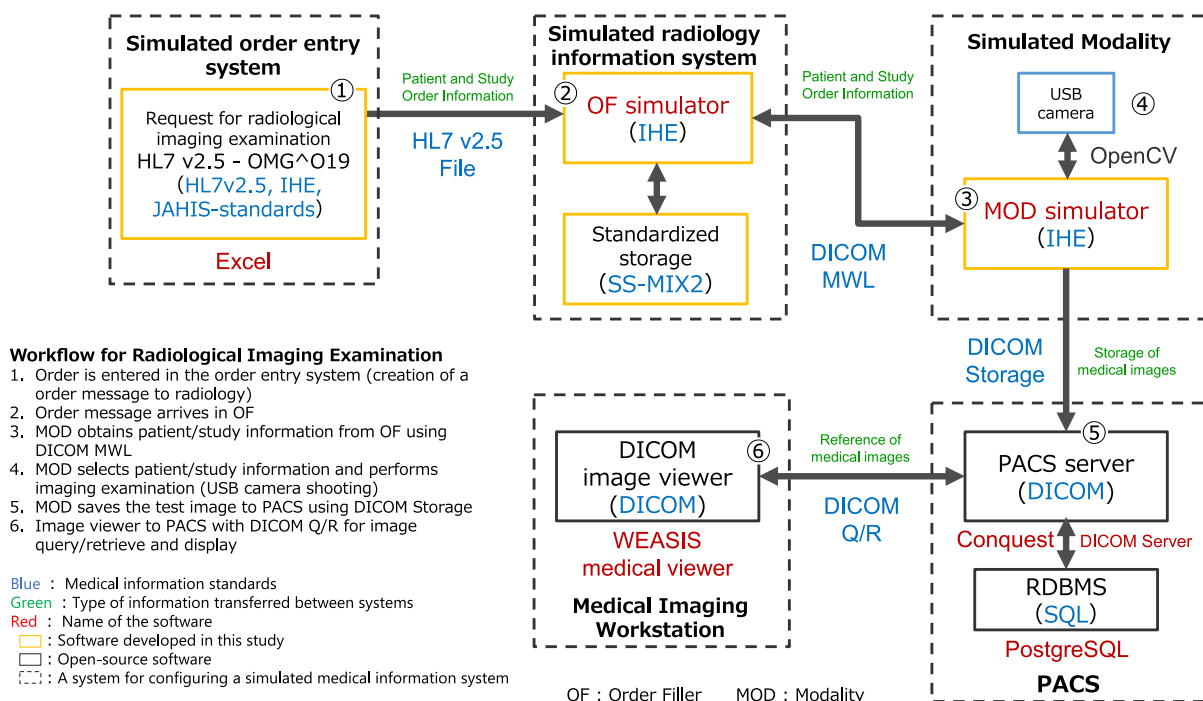 Simulated order entry
system
①
Request for radiological
imaging examination
HL7 v2.5 - OMG^O19
(HL7v2.5, IHE,
JAHIS-standards)
Excel
Patient and Study
Order Information
HL7 v2.5
File
Simulated radiology
information system
②
OF simulator
(IHE)
Standardized
storage
(SS-MIX2)
Patient and Study
Order Information
DICOM
MWL
Simulated Modality
USB
camera
④
OpenCV
③
MOD simulator
(IHE)
DICOM
Storage
Storage of
medical images
Workflow for Radiological Imaging Examination
1. Order is entered in the order entry system (creation of a
order message to radiology)
2. Order message arrives in OF
3. MOD obtains patient/study information from OF using
DICOM MWL
4. MOD selects patient/study information and performs
imaging examination (USB camera shooting)
5. MOD saves the test image to PACS using DICOM Storage
6. Image viewer to PACS with DICOM Q/R for image
query/retrieve and display
Blue : Medical information standards
Green : Type of information transferred between systems
Red : Name of the software
: Software developed in this study
: Open-source software
: A system for configuring a simulated medical information system
⑥
DICOM
image viewer
(DICOM)
WEASIS
medical viewer
Medical Imaging
Workstation
Reference of
medical images
DICOM
Q/R
⑤
PACS server
(DICOM)
Conquest DICOM Server
RDBMS
(SQL)
PostgreSQL
PACS
OF : Order Filler MOD : Modality